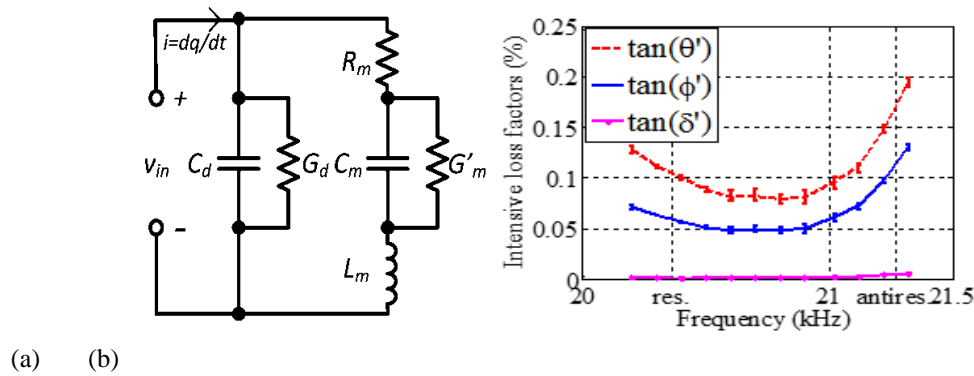 i=dq/dt
R_m
+
v_in
C_d
G_d
C_m
G'_m
-
L_m
tan(θ')
tan(ϕ')
tan(δ')
Intensive loss factors (%)
0.25
0.2
0.15
0.1
0.05
0
20 res. 21 antires. 21.5
Frequency (kHz)
(a) (b)